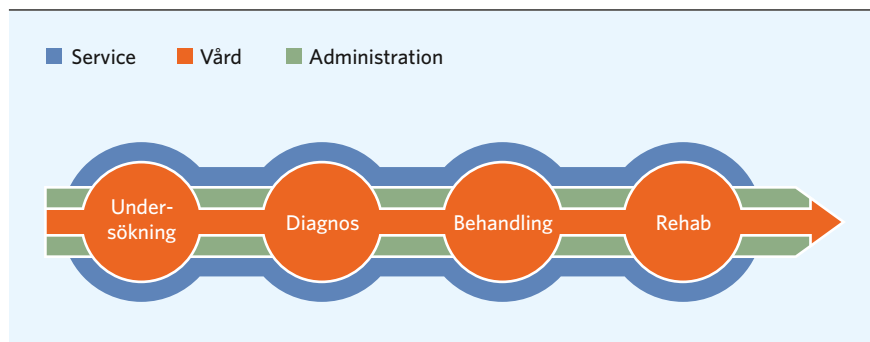 Service Vård Administration
Under-
sökning
Diagnos
Behandling
Rehab